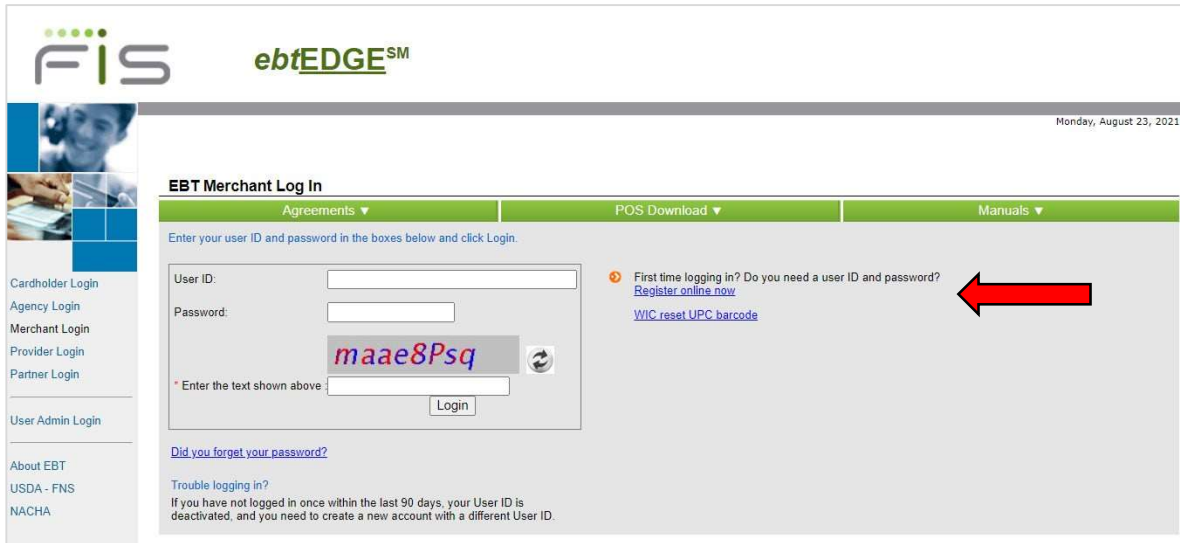 FIS
ebtEDGE℠
Monday, August 23, 2021
EBT Merchant Log In
Agreements ▼ POS Download ▼ Manuals ▼
Enter your user ID and password in the boxes below and click Login.
User ID:
Password:
maae8Psq
* Enter the text shown above :
Login
Did you forget your password?
Trouble logging in?
If you have not logged in once within the last 90 days, your User ID is
deactivated, and you need to create a new account with a different User ID.
First time logging in? Do you need a user ID and password?
Register online now
WIC reset UPC barcode
Cardholder Login
Agency Login
Merchant Login
Provider Login
Partner Login
User Admin Login
About EBT
USDA - FNS
NACHA